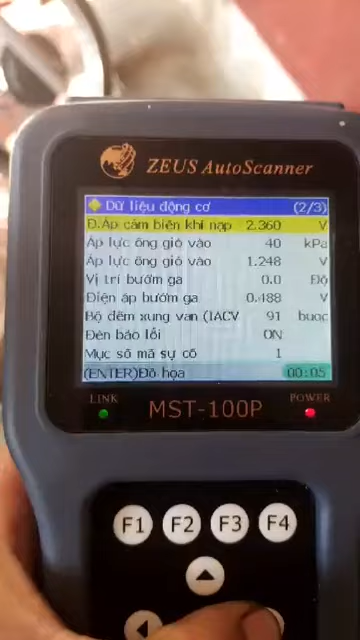 ZEUS AutoScanner
Dữ liệu động cơ (2/3)
Đ.Áp cảm biến khí nạp 2.360 V
Áp lực ống gió vào 40 kPa
Áp lực ống gió vào 1.248 V
Vị trí bướm ga 0.0 Độ
Điện áp bướm ga 0.488 V
Bộ đếm xung van (IACV 91 buoc
Đèn báo lỗi ON
Mục số mã sự cố 1
(ENTER)Đồ họa 00:05
LINK MST-100P POWER
F1 F2 F3 F4